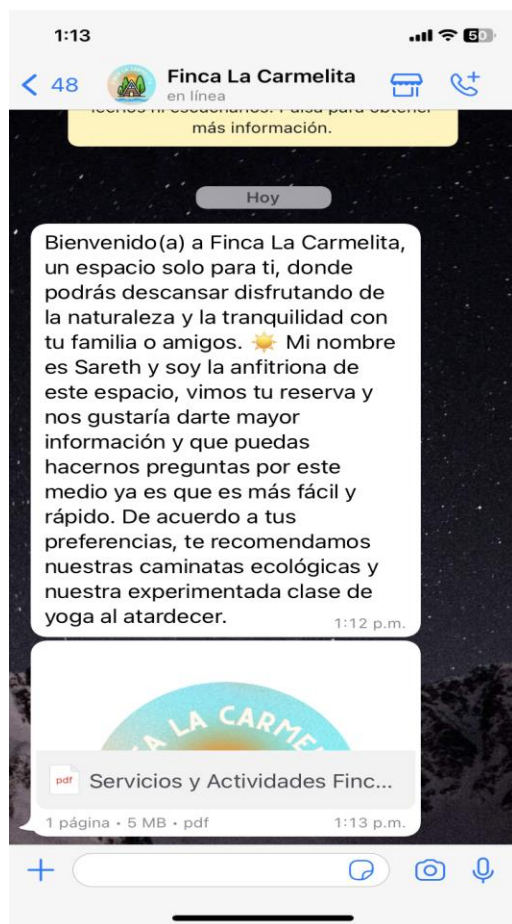 1:13
50
48
Finca La Carmelita
en línea
más información.
Hoy
Bienvenido(a) a Finca La Carmelita,
un espacio solo para ti, donde
podrás descansar disfrutando de
la naturaleza y la tranquilidad con
tu familia o amigos. ☀️ Mi nombre
es Sareth y soy la anfitriona de
este espacio, vimos tu reserva y
nos gustaría darte mayor
información y que puedas
hacernos preguntas por este
medio ya es que es más fácil y
rápido. De acuerdo a tus
preferencias, te recomendamos
nuestras caminatas ecológicas y
nuestra experimentada clase de
yoga al atardecer.
1:12 p.m.
LA CARME
pdf
Servicios y Actividades Finc...
1 página • 5 MB • pdf
1:13 p.m.